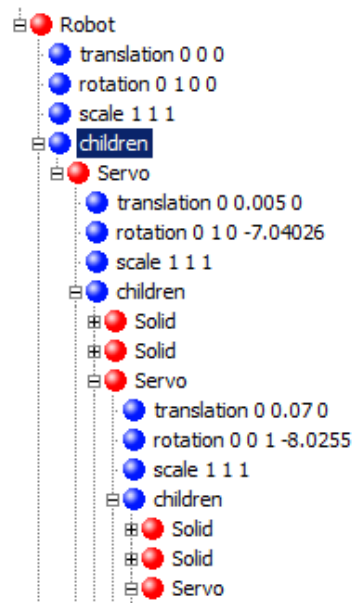 Robot
translation 0 0 0
rotation 0 1 0 0
scale 1 1 1
children
Servo
translation 0 0.005 0
rotation 0 1 0 -7.04026
scale 1 1 1
children
Solid
Solid
Servo
translation 0 0.07 0
rotation 0 0 1 -8.0255
scale 1 1 1
children
Solid
Solid
Servo